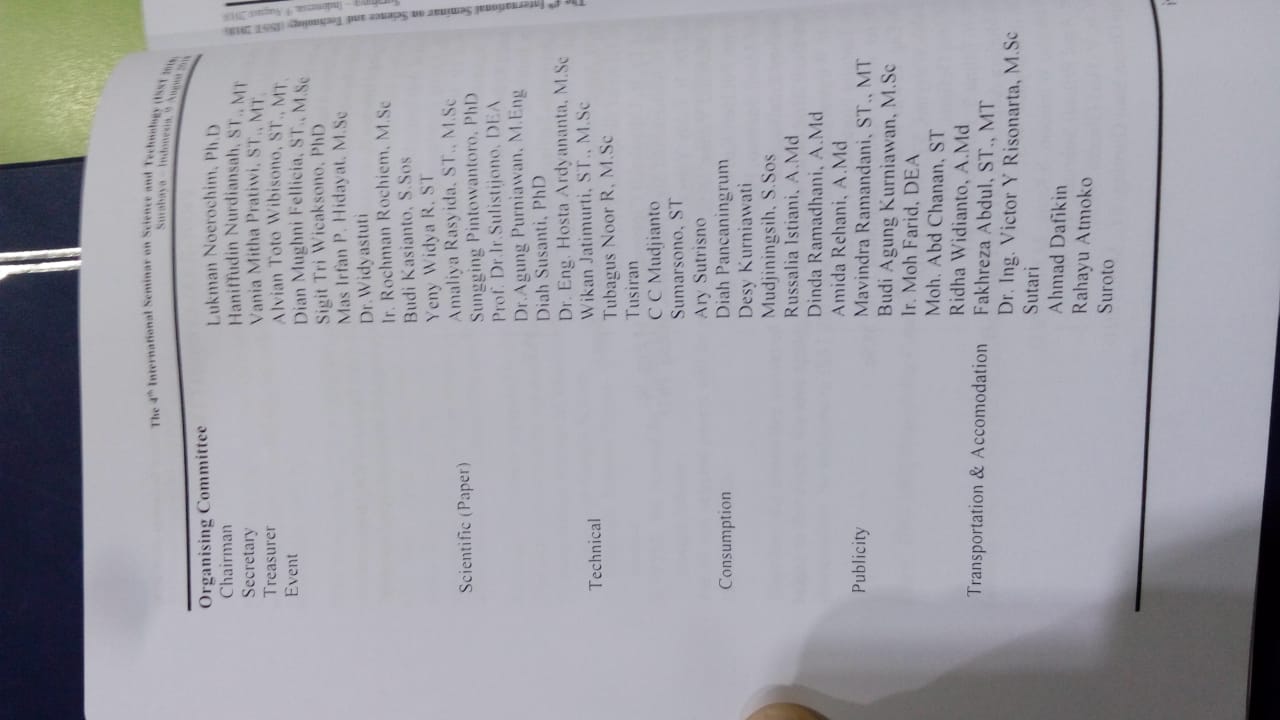 The 4th International Seminar on Science and Technology (ISST 2018)
Surabaya – Indonesia, 9 August 2018
Organising Committee
Chairman Lukman Noerochim, Ph.D
Secretary Haniffudin Nurdiansah, ST., MT
Treasurer Vania Mitha Pratiwi, ST., MT.
Event Alvian Toto Wibisono, ST., MT.
Dian Mughni Fellicia, ST., M.Sc
Sigit Tri Wicaksono, PhD
Mas Irfan P. Hidayat, M.Sc
Dr. Widyastuti
Ir. Rochman Rochiem, M.Sc
Budi Kasianto, S.Sos
Yeny Widya R, ST
Scientific (Paper) Amaliya Rasyida, ST., M.Sc
Sungging Pintowantoro, PhD
Prof. Dr.Ir.Sulistijono, DEA
Dr.Agung Purniawan, M.Eng
Diah Susanti, PhD
Dr. Eng. Hosta Ardyananta, M.Sc
Technical Wikan Jatimurti, ST., M.Sc
Tubagus Noor R, M.Sc
Tusiran
C C Mudjianto
Sumarsono, ST
Ary Sutrisno
Consumption Diah Pancaningrum
Desy Kurniawati
Mudjiningsih, S.Sos
Russalia Istiani, A.Md
Dinda Ramadhani, A.Md
Amida Rehani, A.Md
Publicity Mavindra Ramandani, ST., MT
Budi Agung Kurniawan, M.Sc
Ir. Moh Farid, DEA
Moh. Abd Chanan, ST
Ridha Widianto, A.Md
Transportation & Accomodation Fakhreza Abdul, ST., MT
Dr. Ing. Victor Y Risonarta, M.Sc
Sutari
Ahmad Dafikin
Rahayu Atmoko
Suroto
The 4th International Seminar on Science and Technology (ISST 2018)
Surabaya – Indonesia, 9 August 2018